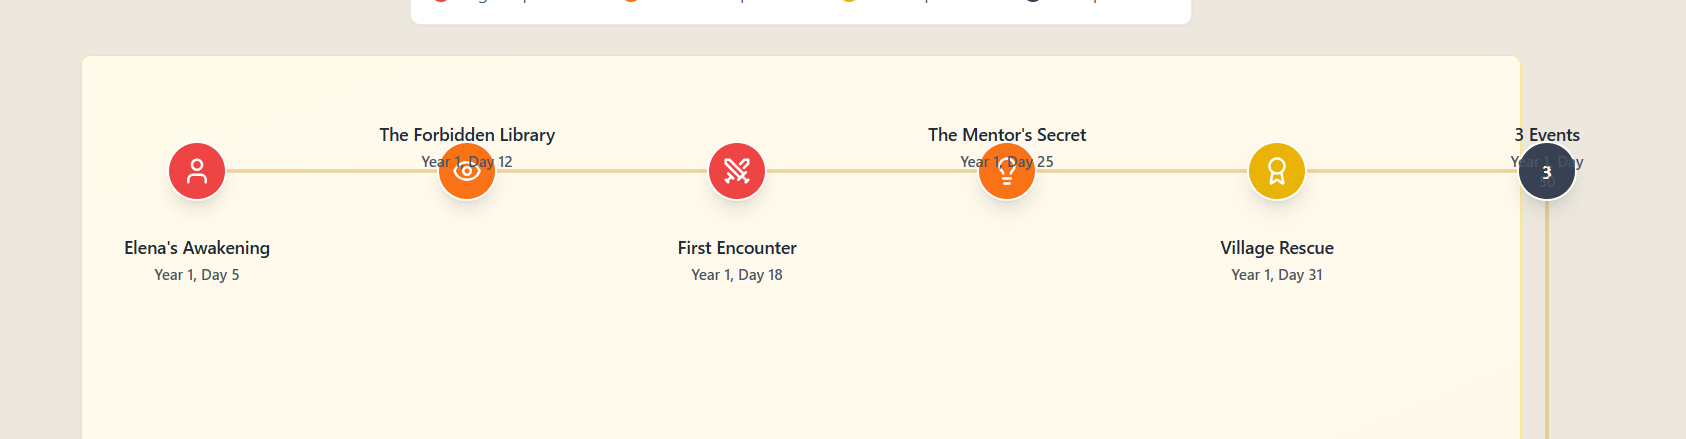 The Forbidden Library
Year 1, Day 12
The Mentor's Secret
Year 1, Day 25
3 Events
Year 1, Day
30
3
Elena's Awakening
Year 1, Day 5
First Encounter
Year 1, Day 18
Village Rescue
Year 1, Day 31